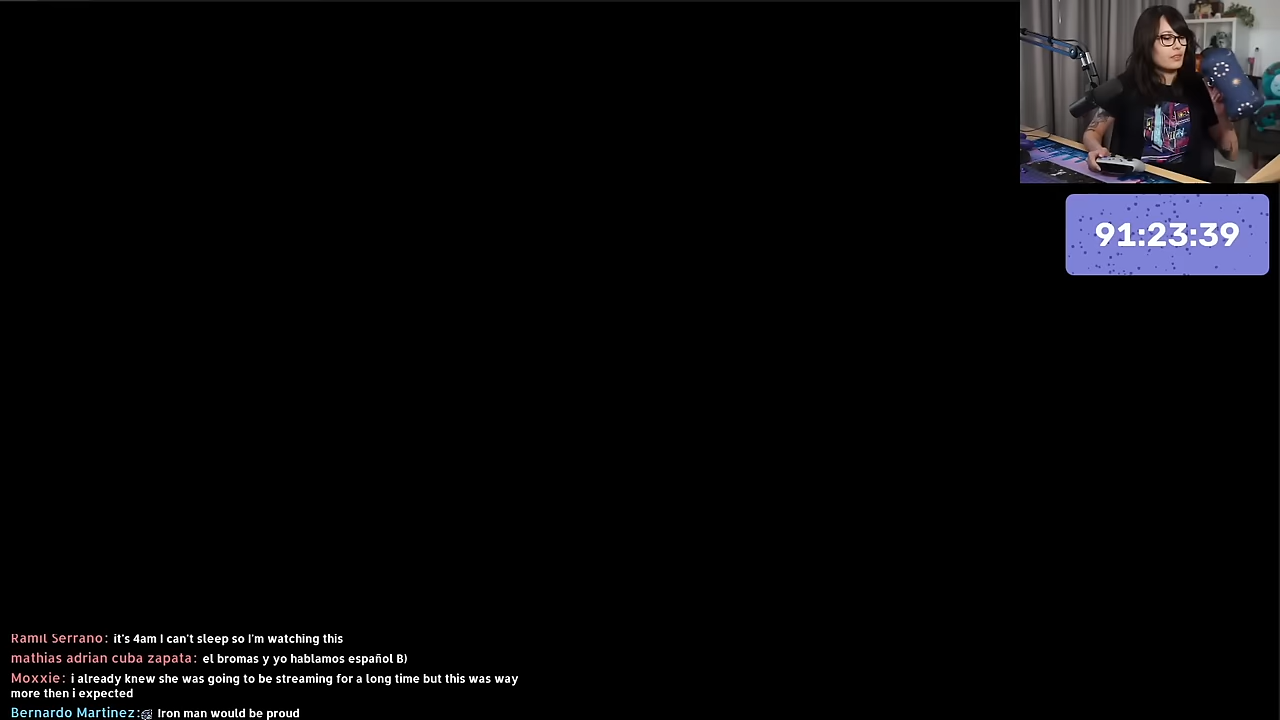 91:23:39
Ramil Serrano: it's 4am I can't sleep so I'm watching this
mathias adrian cuba zapata: el bromas y yo hablamos español B)
Moxxie: i already knew she was going to be streaming for a long time but this was way
more then i expected
Bernardo Martinez: Iron man would be proud